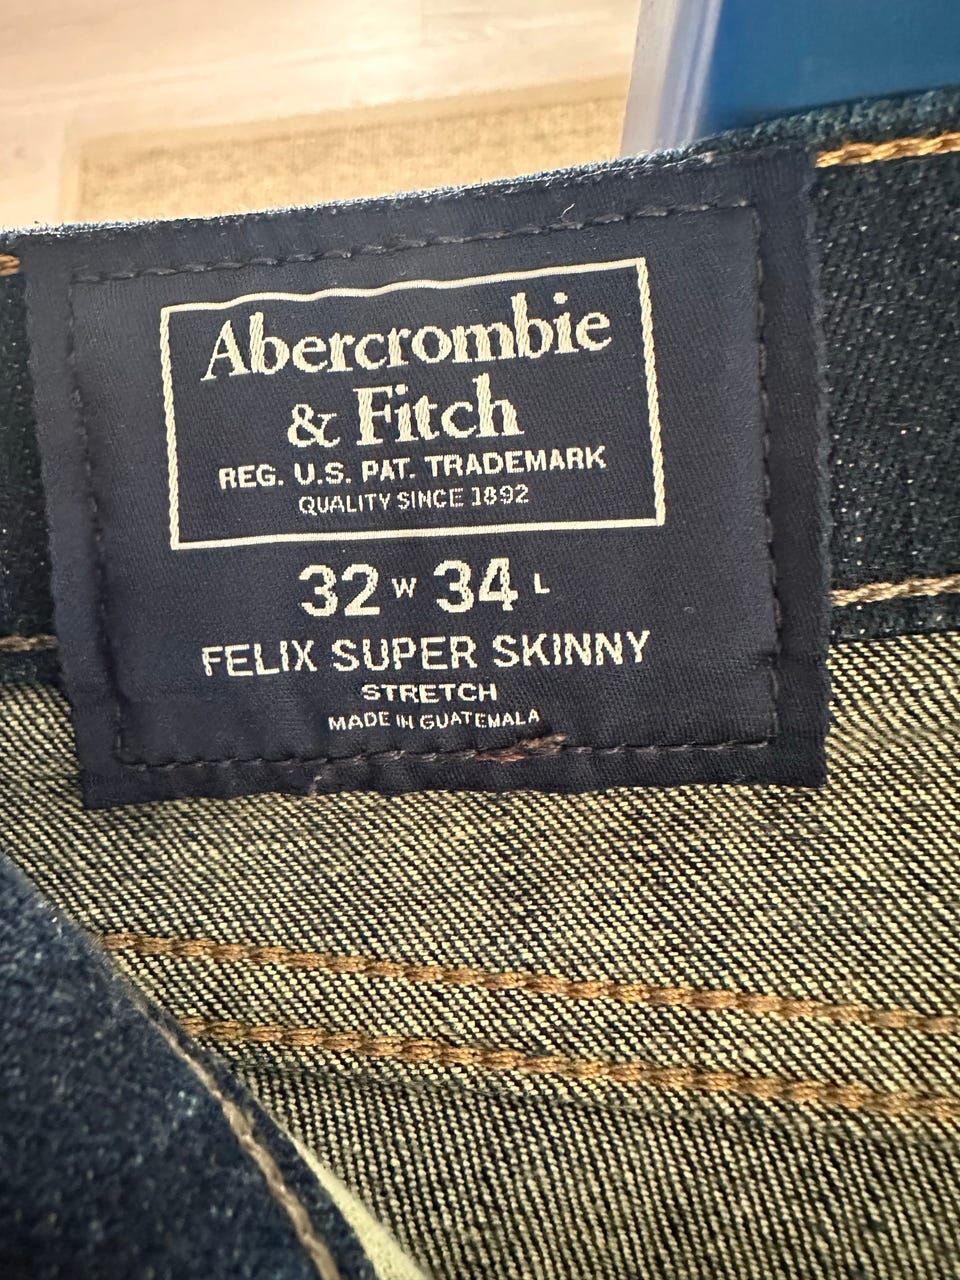 Abercrombie
& Fitch
REG. U.S. PAT. TRADEMARK
QUALITY SINCE 1892
32 W 34 L
FELIX SUPER SKINNY
STRETCH
MADE IN GUATEMALA